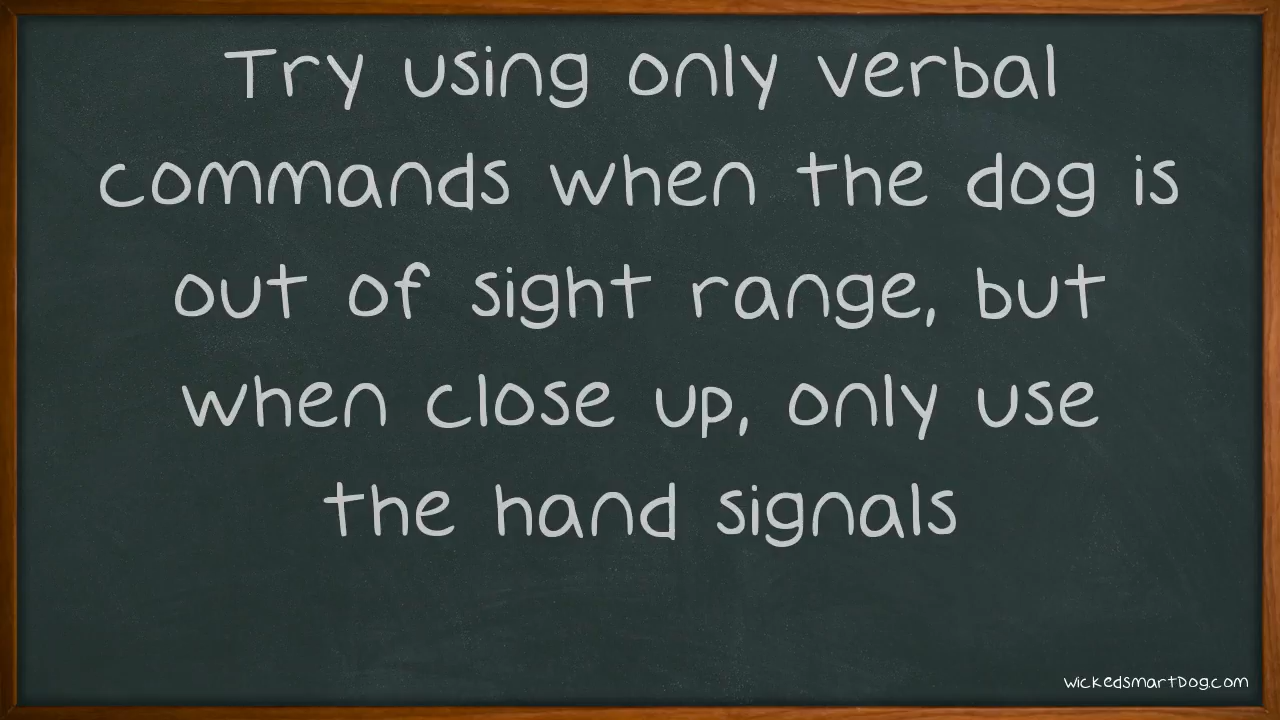 Try using only verbal
commands when the dog is
out of sight range, but
when close up, only use
the hand signals
wickedsmartDog.com